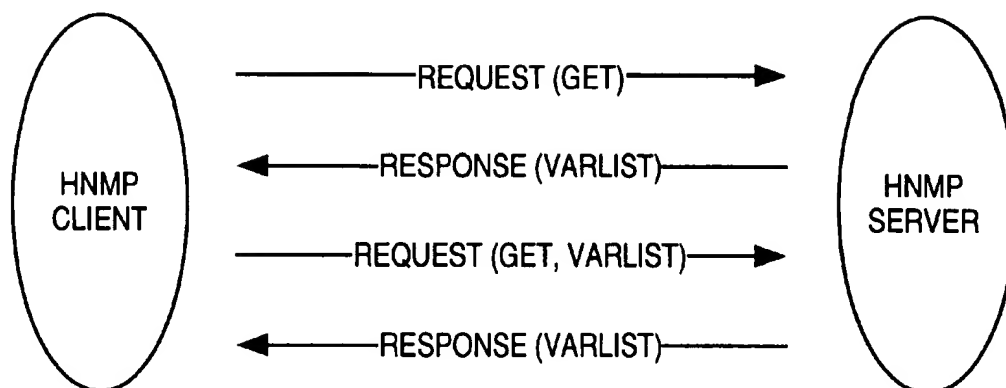 REQUEST (GET)
RESPONSE (VARLIST)
HNMP
CLIENT
HNMP
SERVER
REQUEST (GET, VARLIST)
RESPONSE (VARLIST)